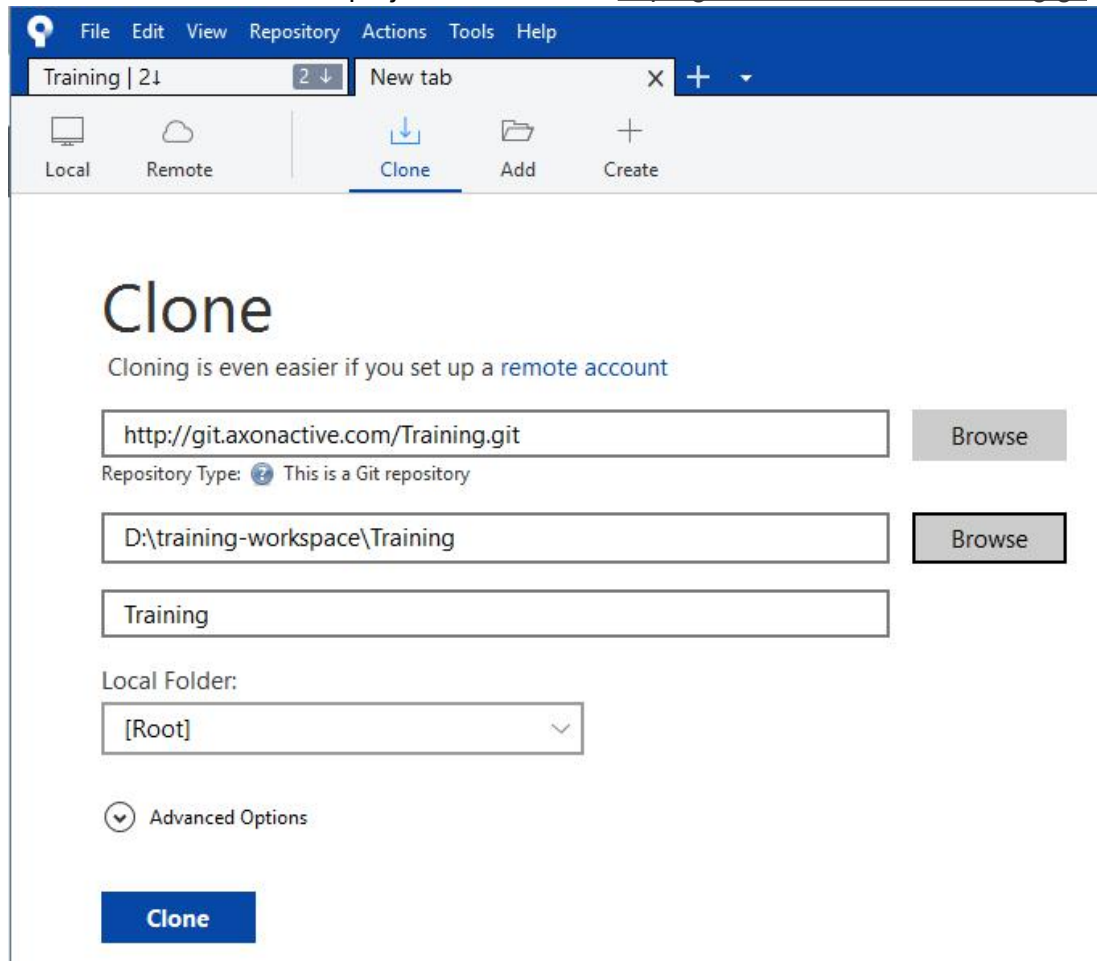 File Edit View Repository Actions Tools Help
Training | 2↓ 2 ↓ New tab
Local Remote Clone Add Create
Clone
Cloning is even easier if you set up a remote account
http://git.axonactive.com/Training.git Browse
Repository Type: This is a Git repository
D:\training-workspace\Training Browse
Training
Local Folder:
[Root]
Advanced Options
Clone